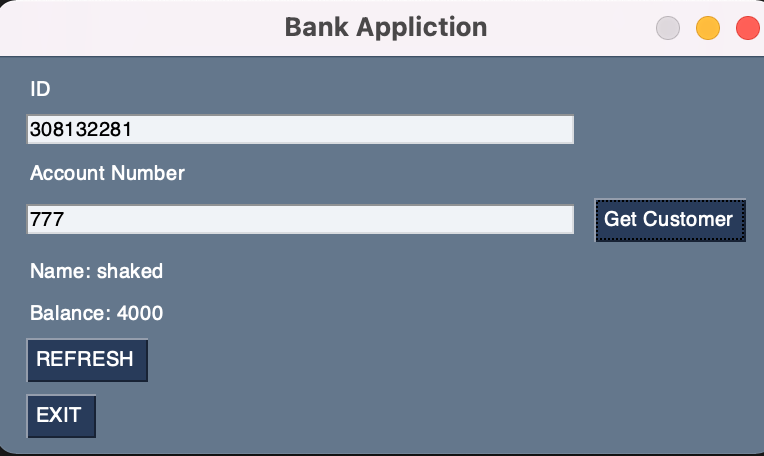 Bank Appliction
ID
308132281
Account Number
777
Get Customer
Name: shaked
Balance: 4000
REFRESH
EXIT